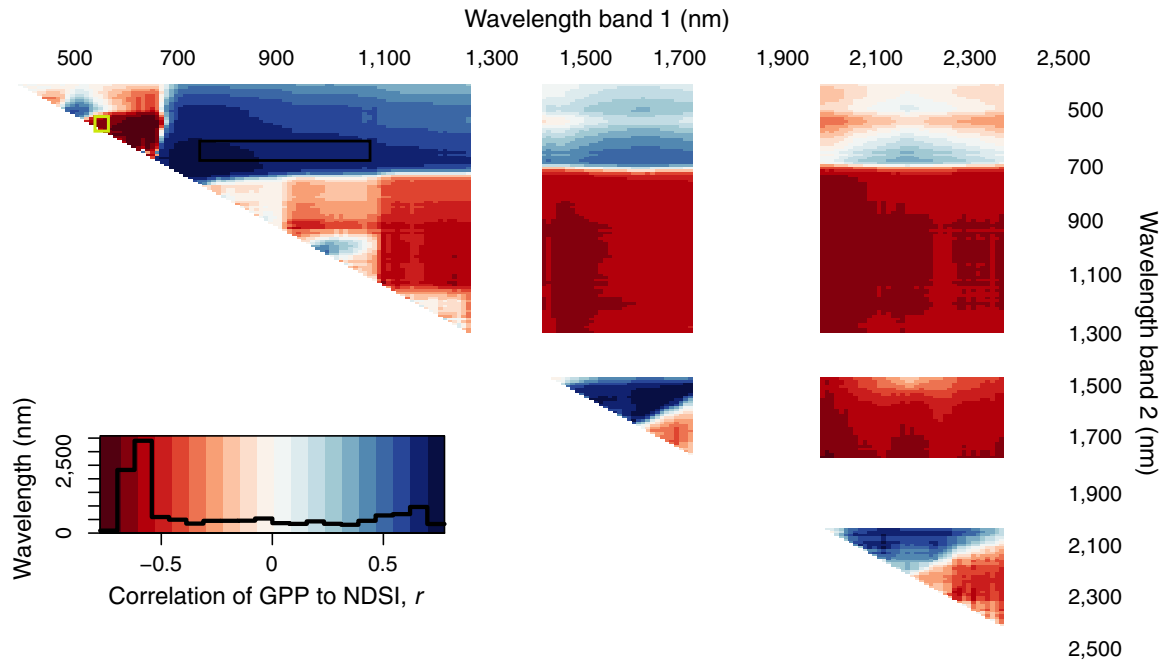 Wavelength band 1 (nm)
500 700 900 1,100 1,300 1,500 1,700 1,900 2,100 2,300 2,500
500
700
900
1,100
1,300
1,500
1,700
1,900
2,100
2,300
2,500
Wavelength band 2 (nm)
Wavelength (nm)
2,500
0
−0.5 0 0.5
Correlation of GPP to NDSI, r